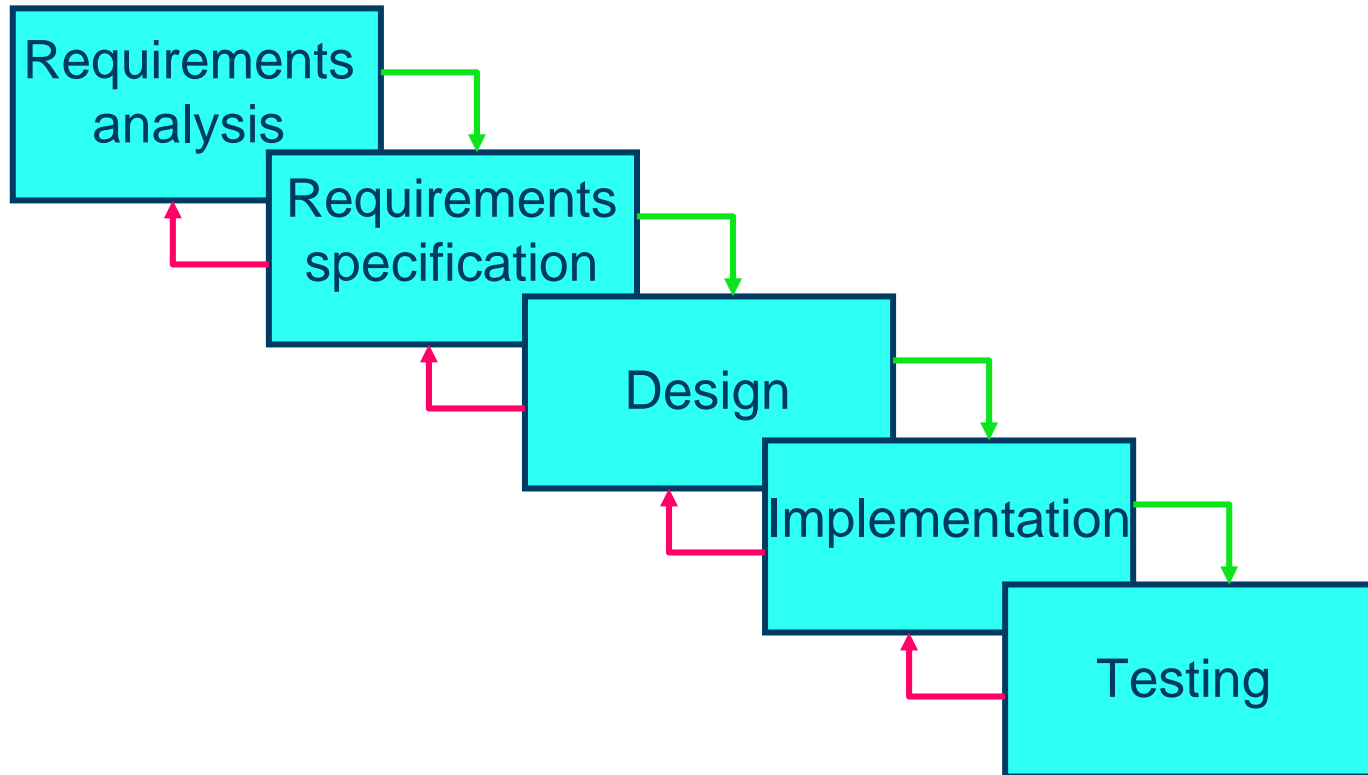 Requirements
analysis
Requirements
specification
Design
Implementation
Testing